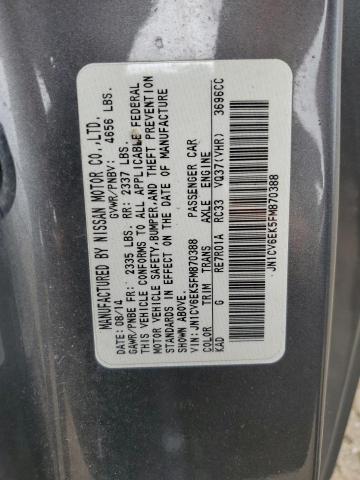 MANUFACTURED BY NISSAN MOTOR CO.,LTD.
08/14 GVWR/PNBV: 4656 LBS.
GAWR/PNBE FR: 2335 LBS. RR: 2337 LBS.
THIS VEHICLE CONFORMS TO ALL APPLICABLE FEDERAL
MOTOR VEHICLE SAFETY,BUMPER,AND THEFT PREVENTION
STANDARDS IN EFFECT ON THE DATE OF MANUFACTURE
SHOWN ABOVE.
VIN:JN1CV6EK5FM870388 PASSENGER CAR
COLOR TRIM TRANS AXLE ENGINE
KAD G RE7R01A RC33 VQ37(VHR) 3696CC
JN1CV6EK5FM870388